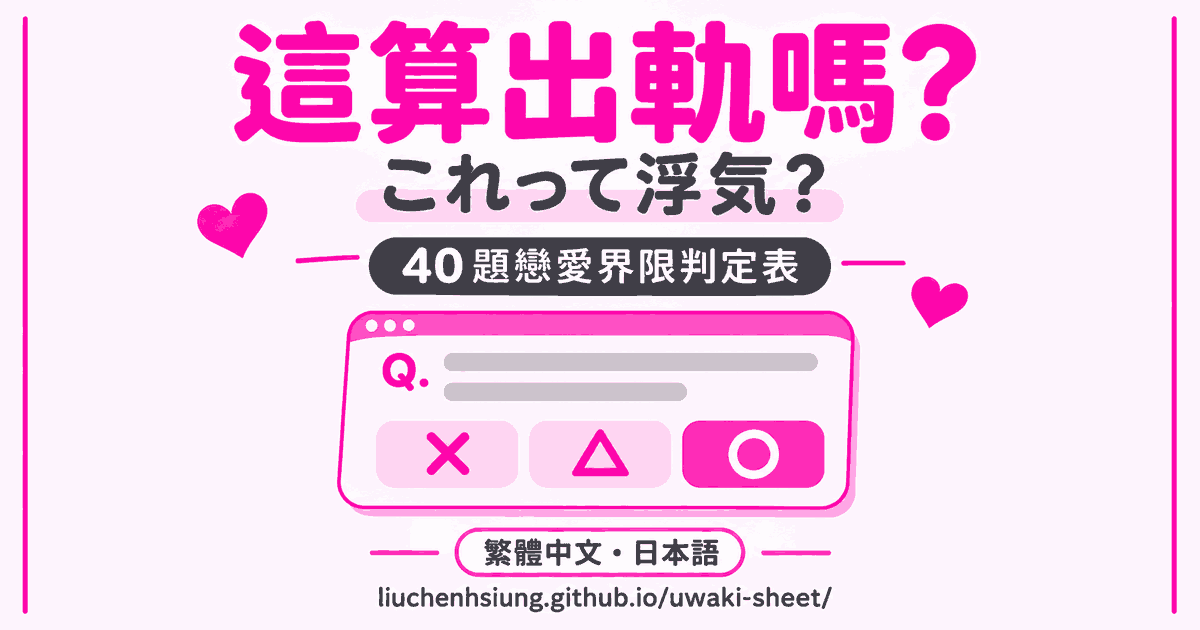 這算出軌嗎?
これって浮気?
40題戀愛界限判定表
Q.
繁體中文・日本語
liuchenhsiung.github.io/uwaki-sheet/